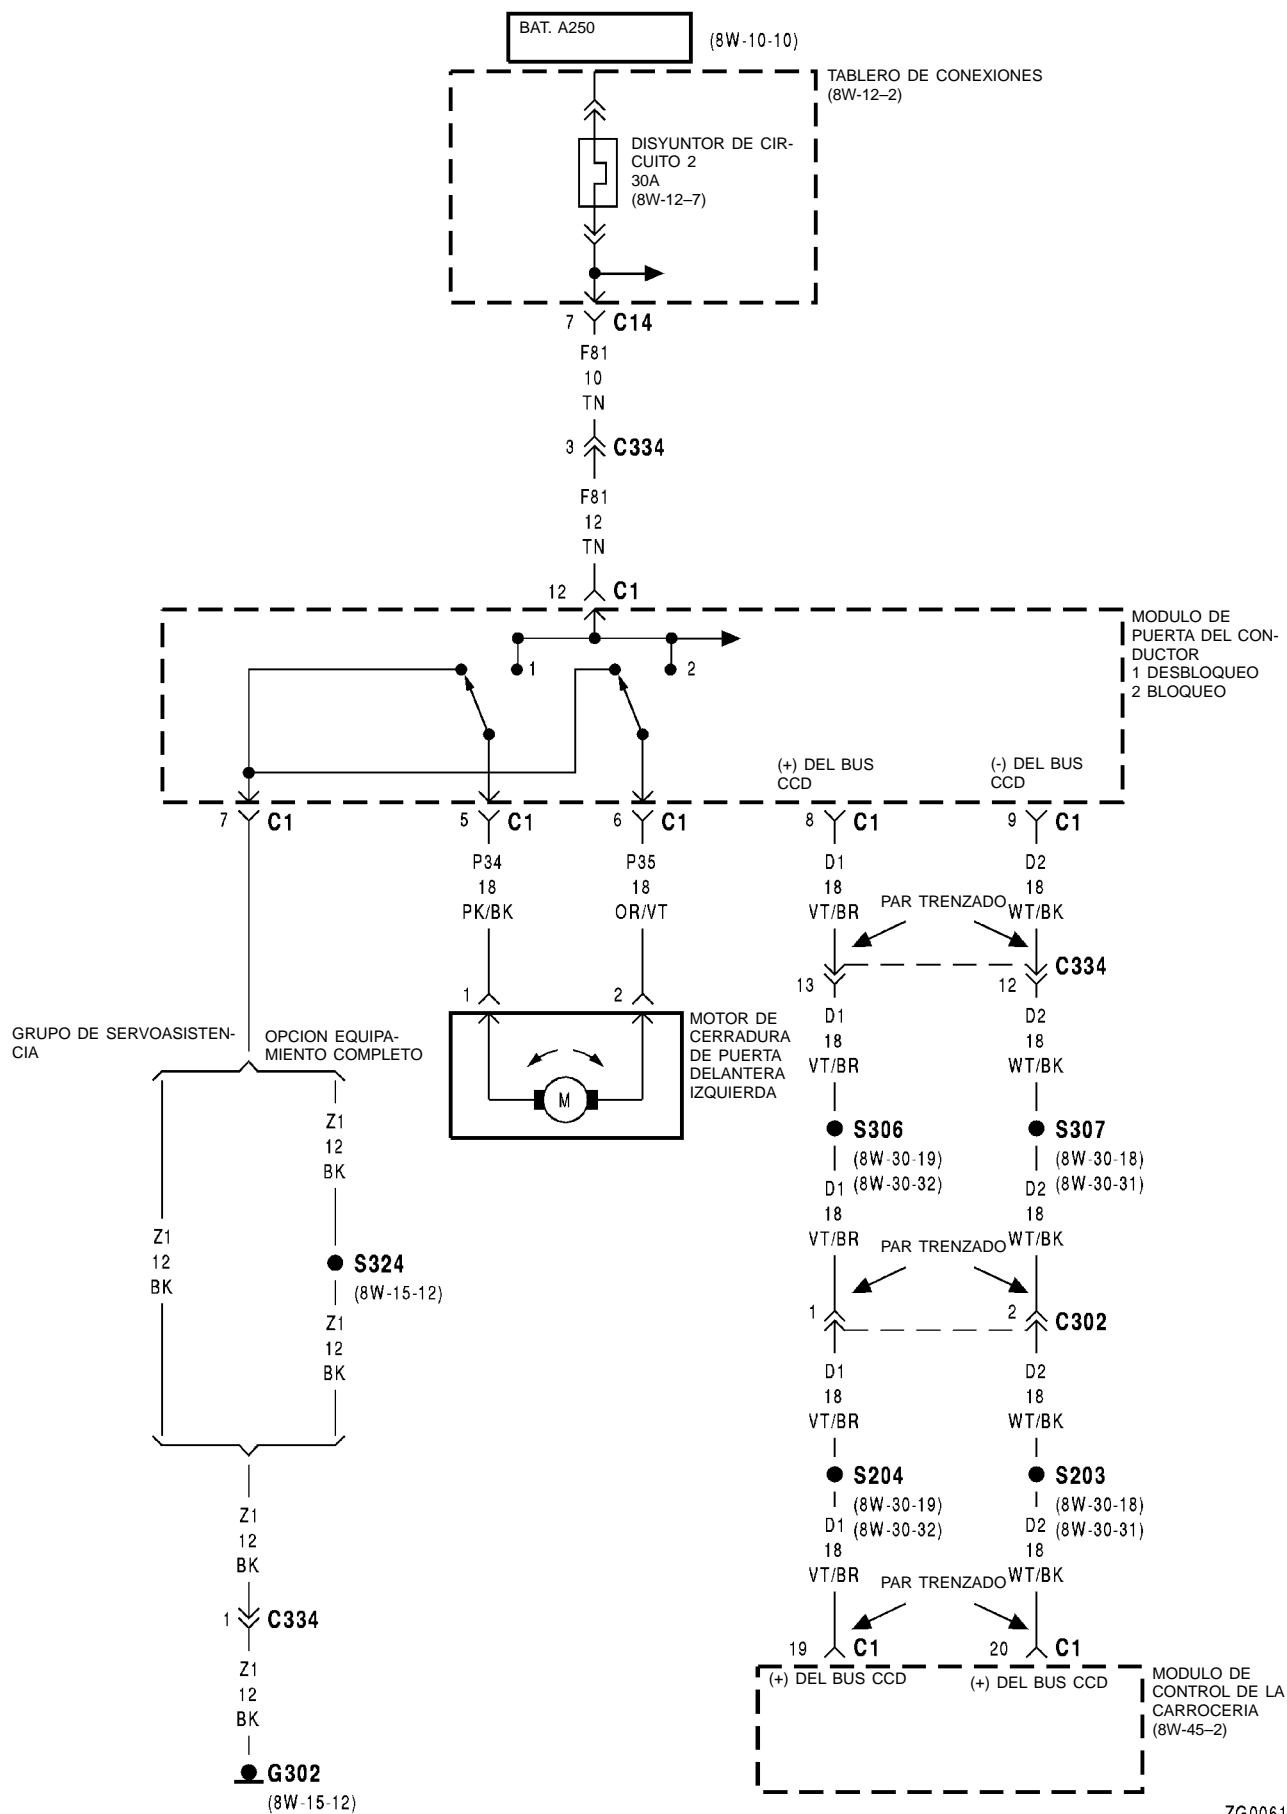 BAT. A250
(8W-10-10)
TABLERO DE CONEXIONES
(8W-12–2)
DISYUNTOR DE CIR-
CUITO 2
30A
(8W-12–7)
7 C14
F81
10
TN
3 C334
F81
12
TN
12 C1
MODULO DE
PUERTA DEL CON-
DUCTOR
1 DESBLOQUEO
2 BLOQUEO
1 2
(+) DEL BUS
CCD
(-) DEL BUS
CCD
7 C1 5 C1 6 C1 8 C1 9 C1
P34 P35 D1 D2
18 18 18 18
PK/BK OR/VT VT/BR PAR TRENZADO WT/BK
C334
13 12
1 2
GRUPO DE SERVOASISTEN-
CIA
OPCION EQUIPA-
MIENTO COMPLETO
MOTOR DE
CERRADURA
DE PUERTA
DELANTERA
IZQUIERDA
M
D1 D2
18 18
VT/BR WT/BK
Z1
12
BK
S306 S307
(8W-30-19) (8W-30-18)
D1 (8W-30-32) D2 (8W-30-31)
18 18
VT/BR PAR TRENZADO WT/BK
Z1
12
BK
S324
(8W-15-12)
Z1
12
BK
1 2 C302
D1 D2
18 18
VT/BR WT/BK
S204 S203
(8W-30-19) (8W-30-18)
D1 (8W-30-32) D2 (8W-30-31)
18 18
VT/BR PAR TRENZADO WT/BK
Z1
12
BK
1 C334
Z1
12
BK
G302
(8W-15-12)
19 C1 20 C1
(+) DEL BUS CCD (+) DEL BUS CCD
MODULO DE
CONTROL DE LA
CARROCERIA
(8W-45–2)